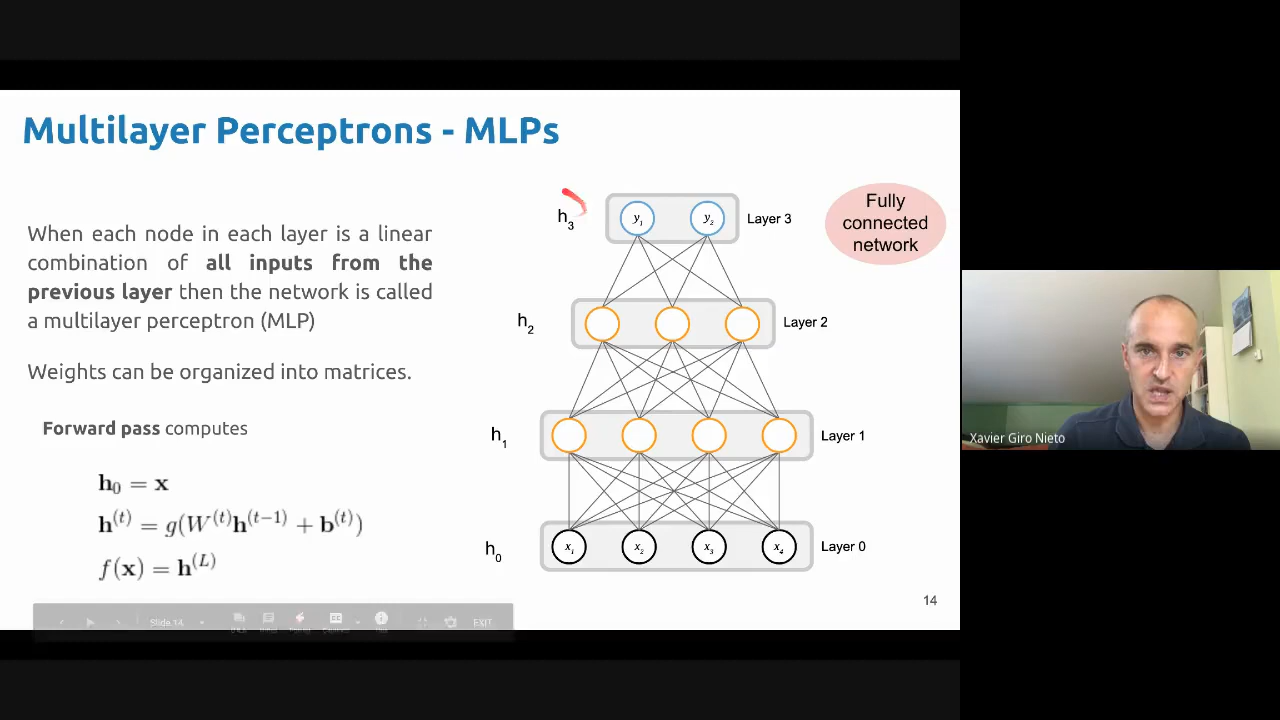 Multilayer Perceptrons - MLPs
When each node in each layer is a linear
combination of all inputs from the
previous layer then the network is called
a multilayer perceptron (MLP)
Weights can be organized into matrices.
Forward pass computes
h₀ = x
h⁽ᵗ⁾ = g(W⁽ᵗ⁾h⁽ᵗ⁻¹⁾ + b⁽ᵗ⁾)
f(x) = h⁽ᴸ⁾
h₃ y₁ y₂ Layer 3
Fully
connected
network
h₂ Layer 2
h₁ Layer 1
h₀ x₁ x₂ x₃ x₄ Layer 0
14
Slide 14
EXIT
Xavier Giro Nieto